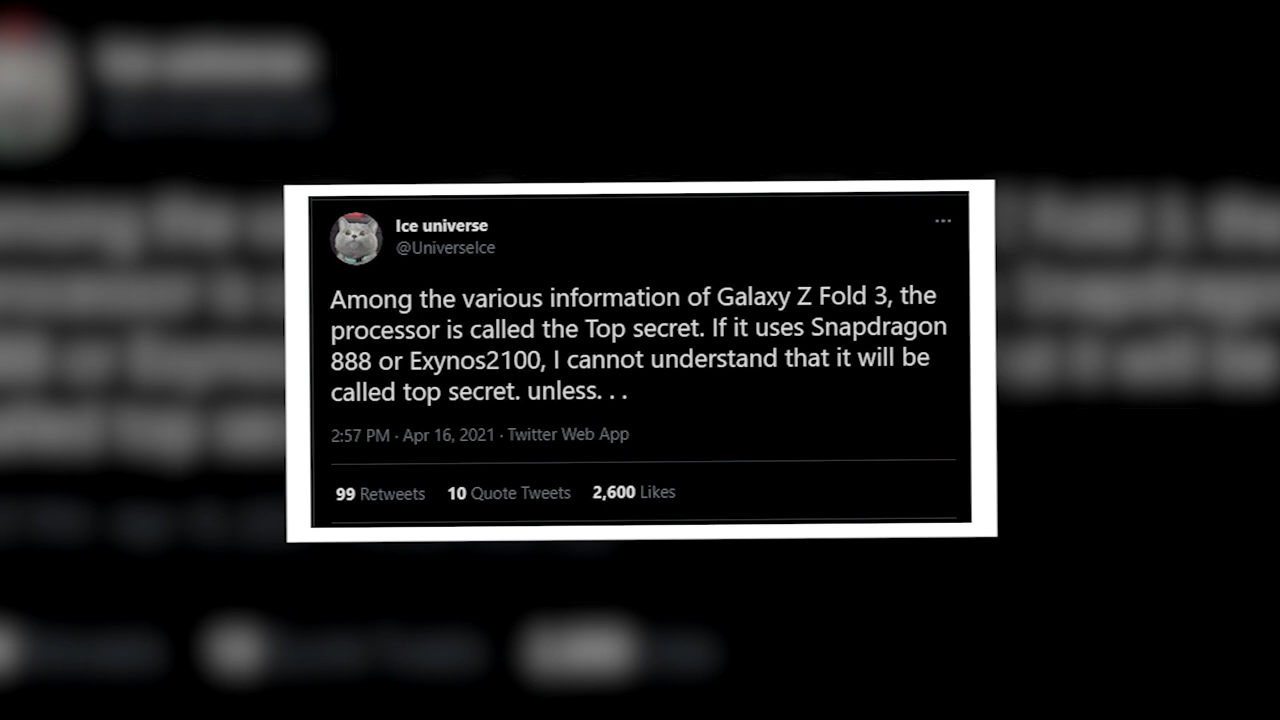 Ice universe
@UniverseIce
Among the various information of Galaxy Z Fold 3, the
processor is called the Top secret. If it uses Snapdragon
888 or Exynos2100, I cannot understand that it will be
called top secret. unless. . .
2:57 PM · Apr 16, 2021 · Twitter Web App
99 Retweets 10 Quote Tweets 2,600 Likes